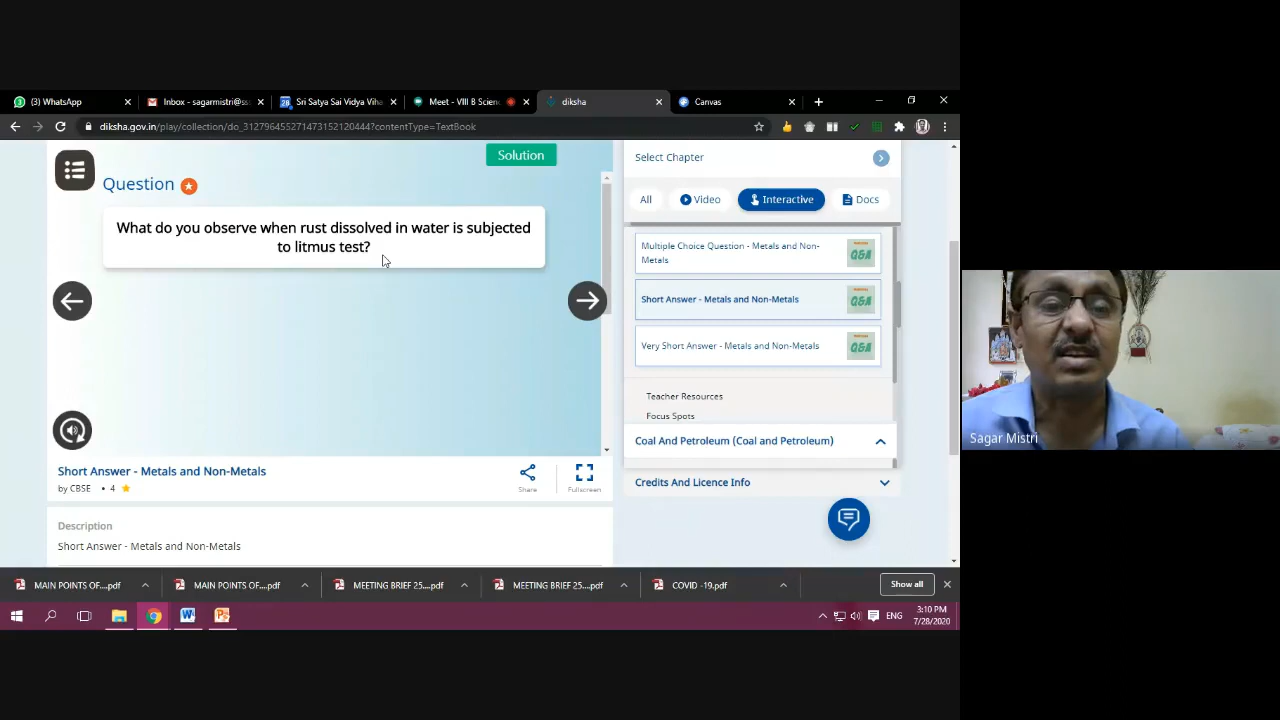 (3) WhatsApp
Inbox - sagarmistri@ss
Sri Satya Sai Vidya Viha
Meet - VIII B Scienc
diksha
Canvas
diksha.gov.in/play/collection/do_31279645527147315212044​4?contentType=TextBook
Solution
Question
What do you observe when rust dissolved in water is subjected
to litmus test?
Short Answer - Metals and Non-Metals
by CBSE • 4
Share
Fullscreen
Description
Short Answer - Metals and Non-Metals
Select Chapter
All
Video
Interactive
Docs
Multiple Choice Question - Metals and Non-
Metals
Q&A
Short Answer - Metals and Non-Metals
Q&A
Very Short Answer - Metals and Non-Metals
Q&A
Teacher Resources
Focus Spots
Coal And Petroleum (Coal and Petroleum)
Credits And Licence Info
Sagar Mistri
MAIN POINTS OF....pdf
MAIN POINTS OF....pdf
MEETING BRIEF 25....pdf
MEETING BRIEF 25....pdf
COVID -19.pdf
Show all
ENG
3:10 PM
7/28/2020